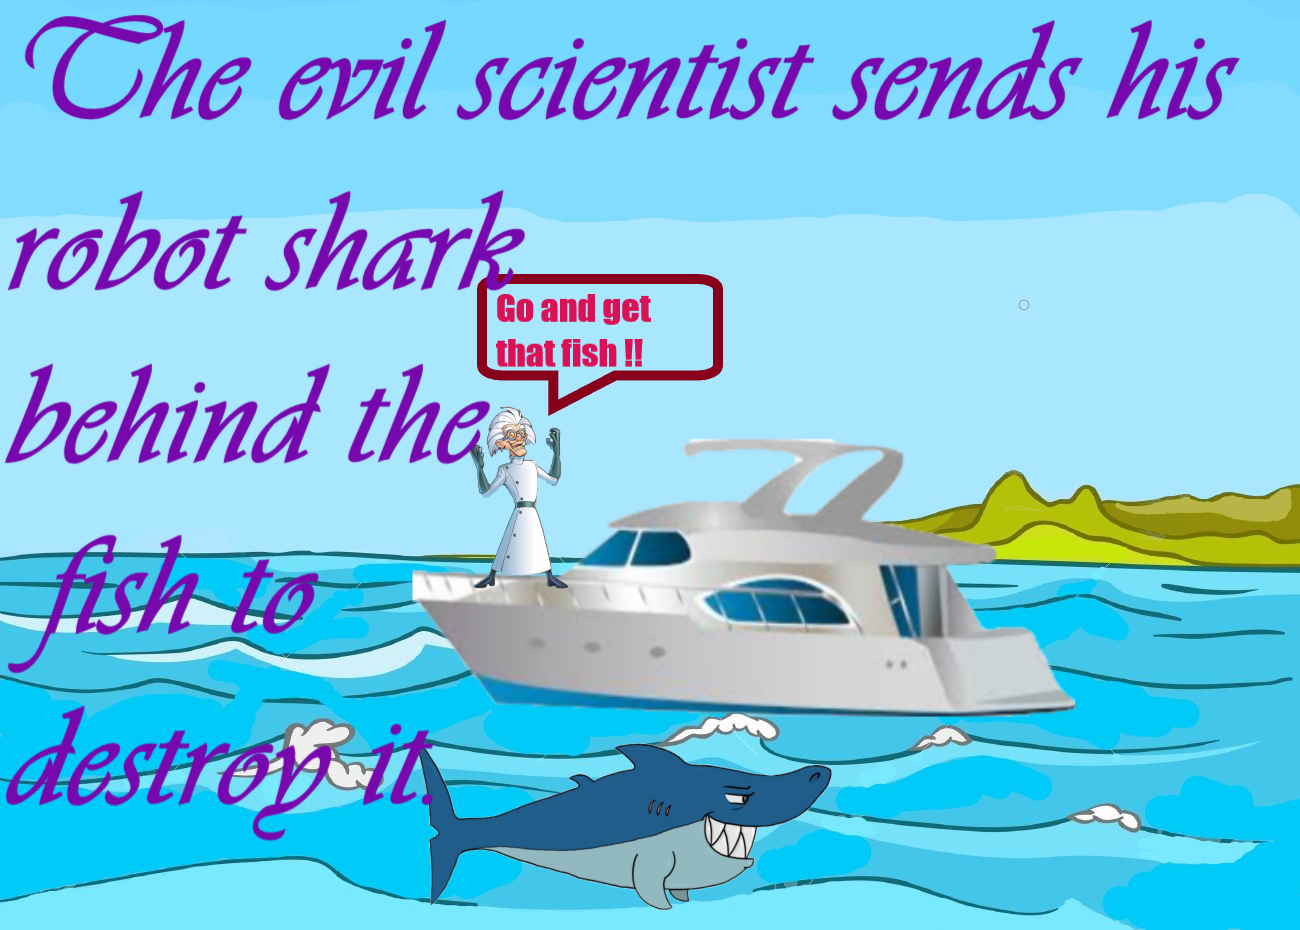 The evil scientist sends his
robot shark
Go and get
that fish !!
behind the
fish to
destroy it.